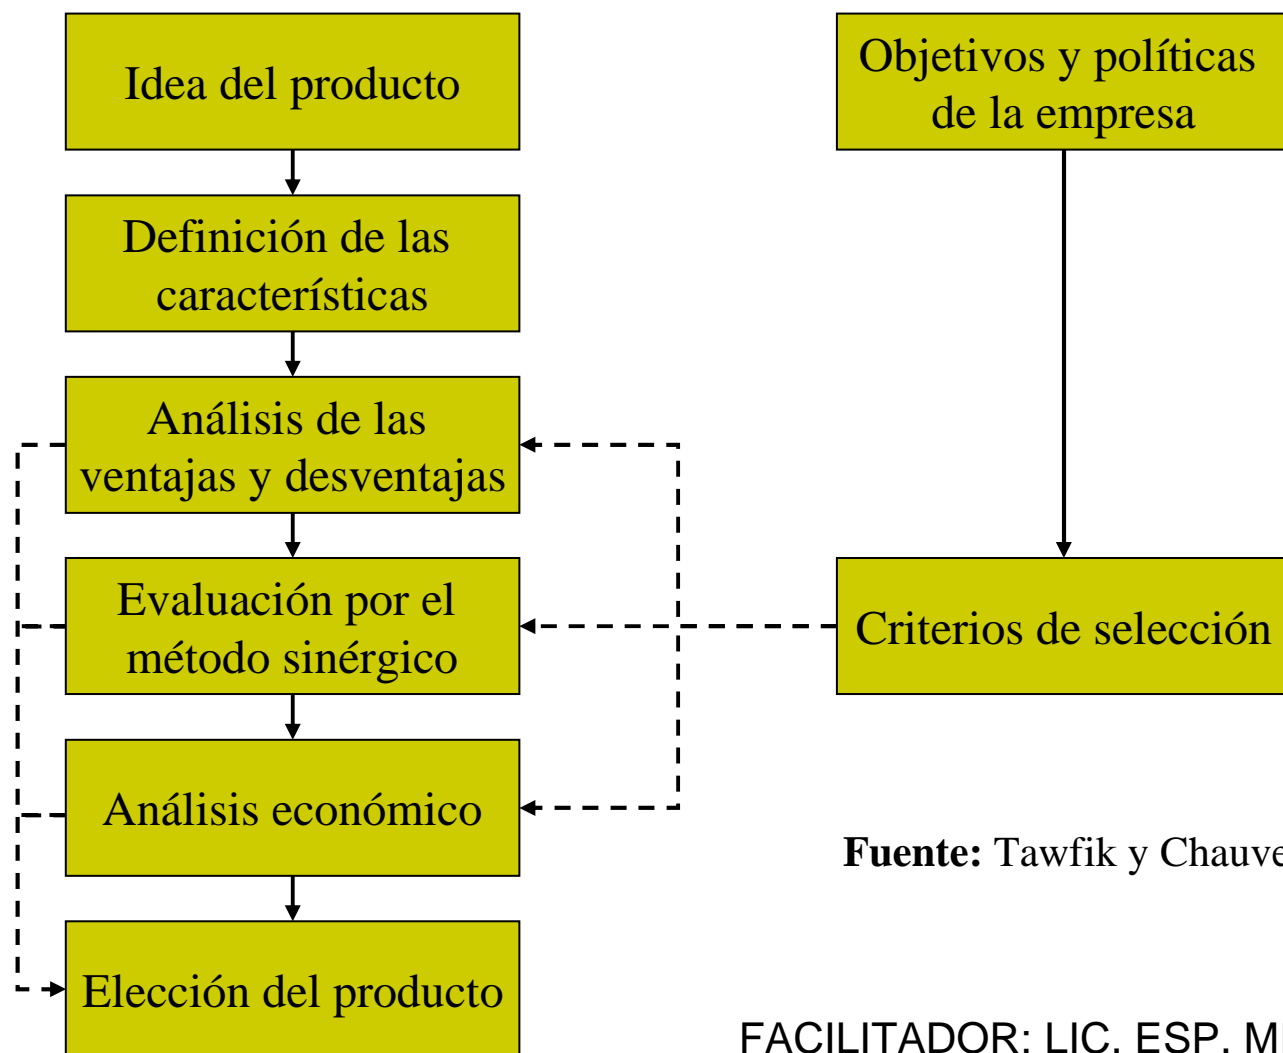 Idea del producto
Definición de las
características
Análisis de las
ventajas y desventajas
Evaluación por el
método sinérgico
Análisis económico
Elección del producto
Objetivos y políticas
de la empresa
Criterios de selección
Fuente: Tawfik y
FACILITADOR: LIC. ESP.